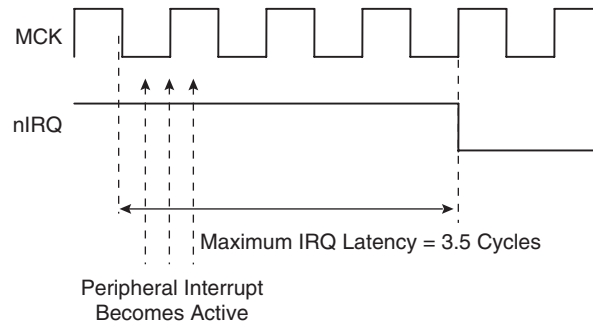 MCK
nIRQ
Maximum IRQ Latency = 3.5 Cycles
Peripheral Interrupt
Becomes Active